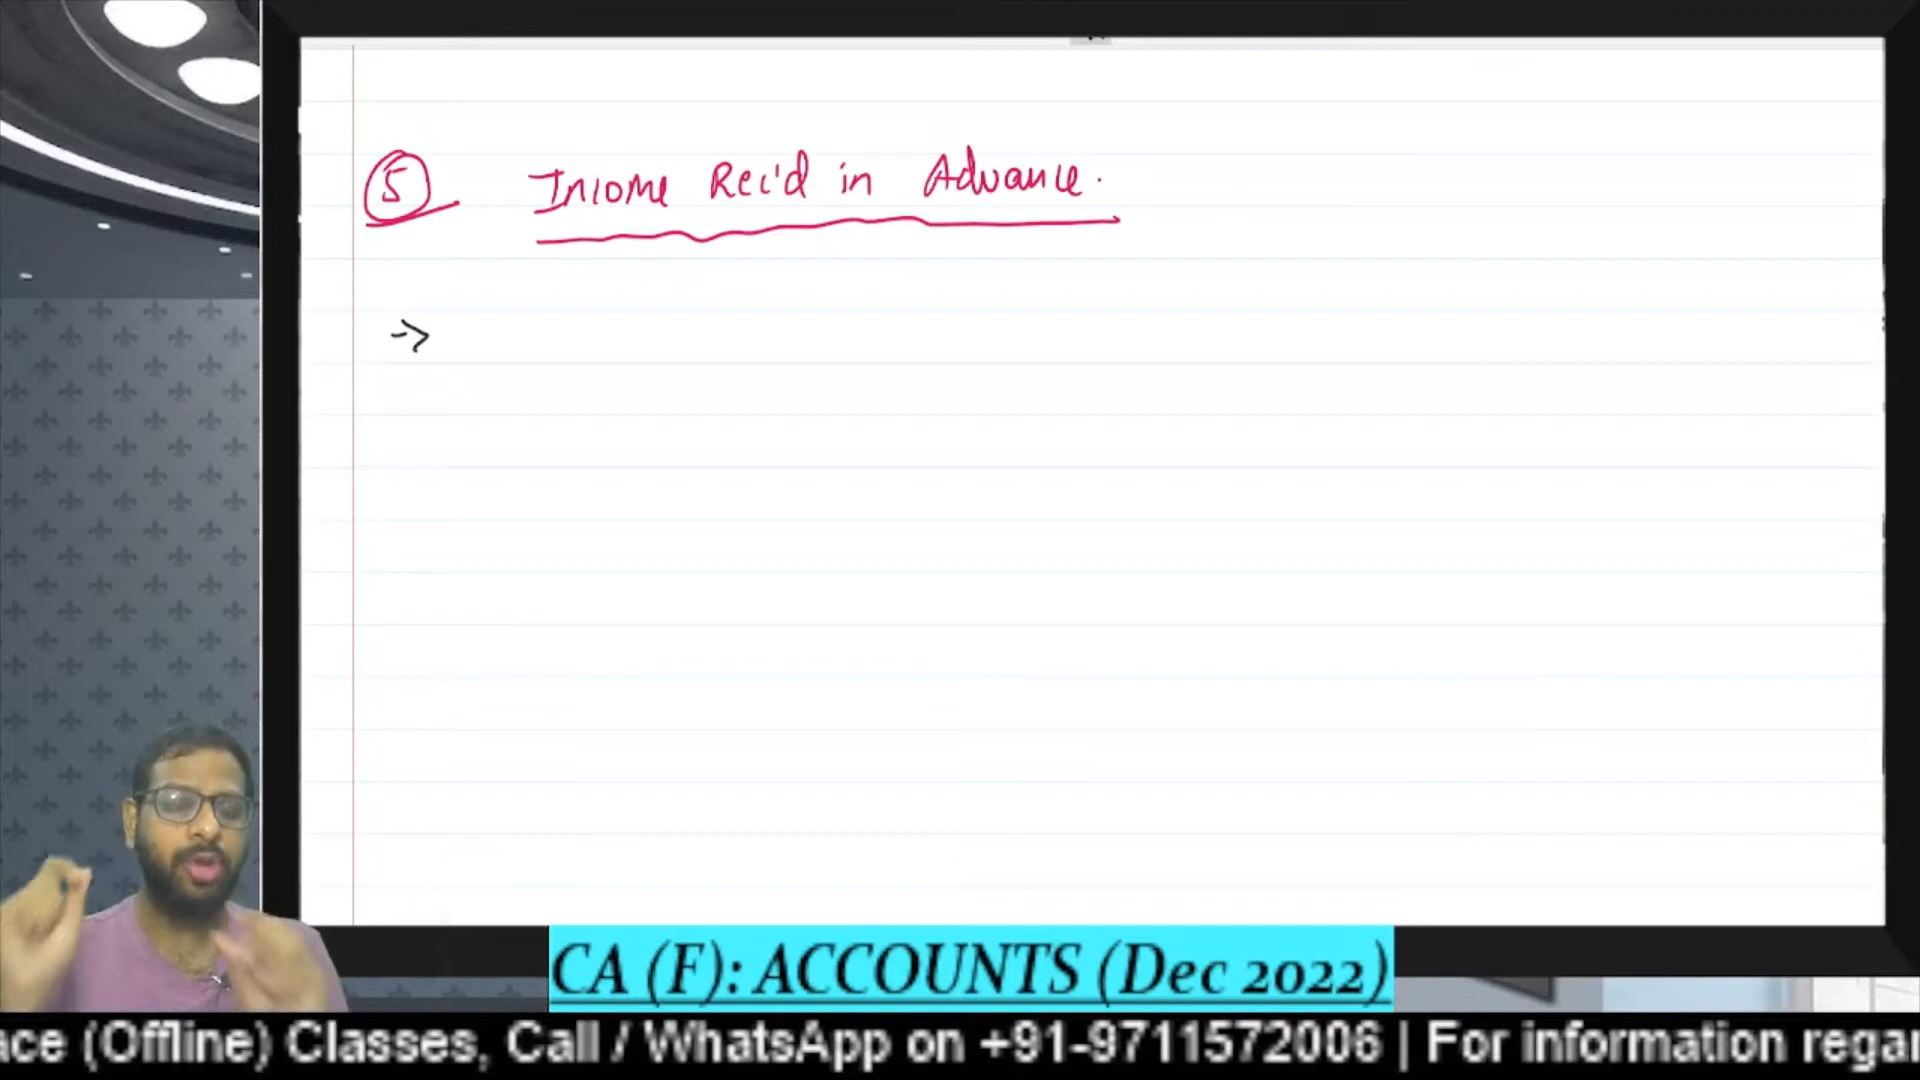 5 Income Rec'd in Advance.
->
CA (F): ACCOUNTS (Dec 2022)
ace (Offline) Classes, Call / WhatsApp on +91-9711572006 | For information regar